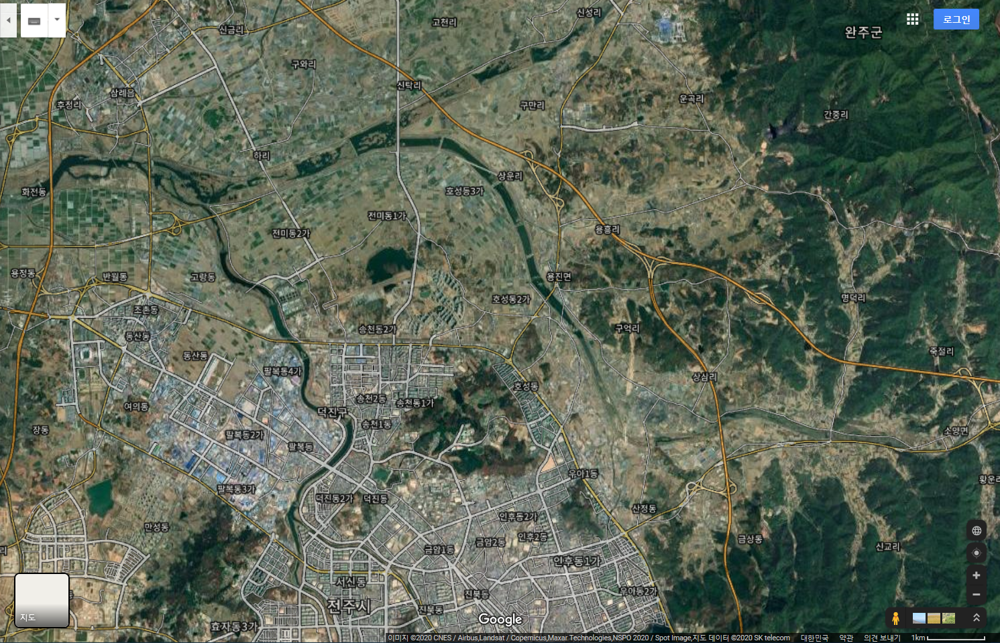 신성리
고천리
신금리
로그인
완주군
구와리
신탁리
삼례읍
운곡리
후정리
구만리
간중리
하리
상운리
화전동
호성동3가
전미동1가
용흥리
전미동2가
용정동
반월동
고랑동
용진면
명덕리
호성동2가
조촌동
구억리
송천동2가
동산동
죽절리
동산동
팔복동4가
상삼리
호성동
송천2동
송천동1가
여의동
덕진구
송천1동
장동
소양면
팔복동2가
팔복동
우아1동
황운리
팔복동3가
덕진동2가
덕진동
산정동
인후동2가
만성동
인후2동
금상동
금암2동
신교리
금암1동
리
인후동1가
서신동
우아동2가
진북동
전주시
진북동
지도
Google
효자동3가
이미지 ©2020 CNES / Airbus,Landsat / Copernicus,Maxar Technologies,NSPO 2020 / Spot Image,지도 데이터 ©2020 SK telecom 대한민국 약관 의견 보내기 1km